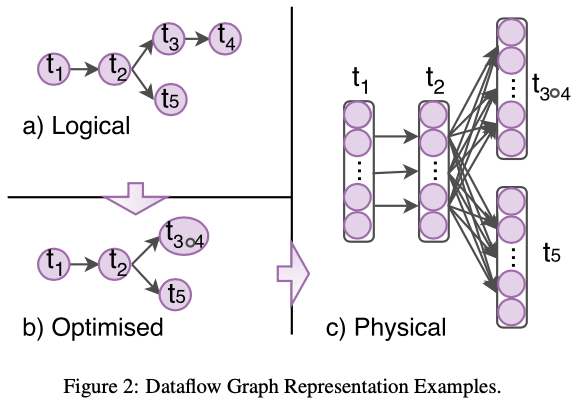 t1
t2
t3
t4
t5
a) Logical
t1
t2
t3∘4
t5
b) Optimised
t1
t2
t3∘4
t5
c) Physical
Figure 2: Dataflow Graph Representation Examples.